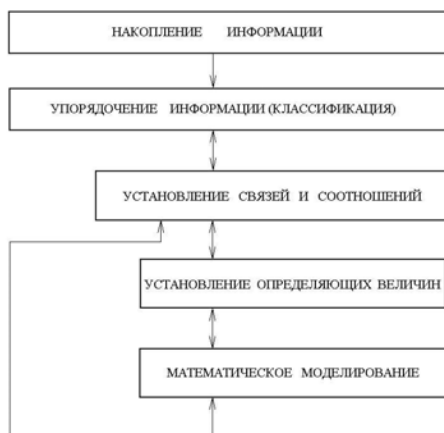 НАКОПЛЕНИЕ ИНФОРМАЦИИ
УПОРЯДОЧЕНИЕ ИНФОРМАЦИИ (КЛАССИФИКАЦИЯ)
УСТАНОВЛЕНИЕ СВЯЗЕЙ И СООТНОШЕНИЙ
УСТАНОВЛЕНИЕ ОПРЕДЕЛЯЮЩИХ ВЕЛИЧИН
МАТЕМАТИЧЕСКОЕ МОДЕЛИРОВАНИЕ